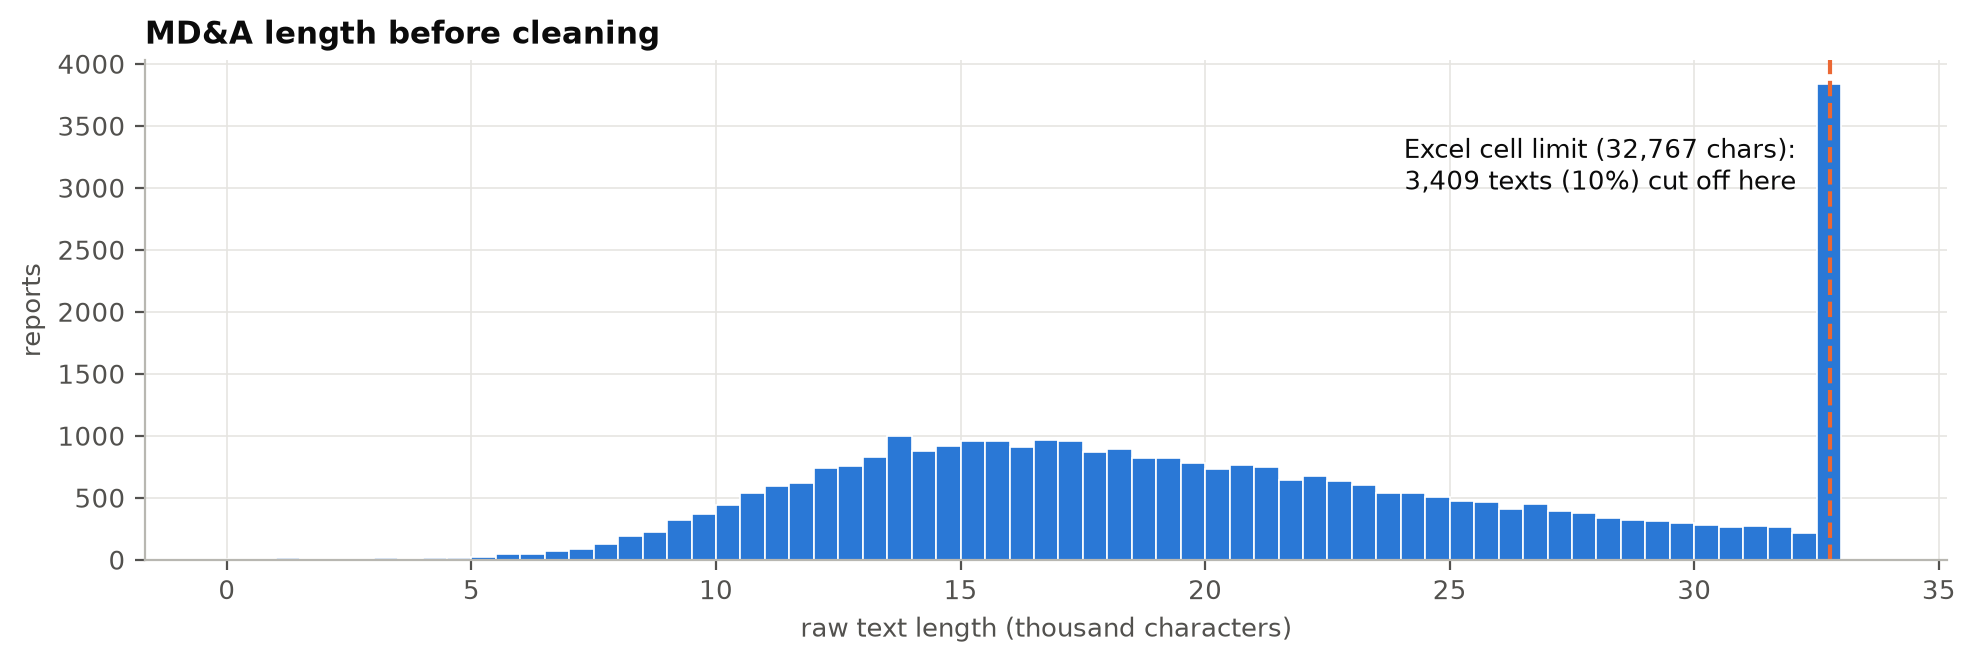 MD&A length before cleaning
4000
3500
3000
2500
2000
1500
1000
500
0
reports
Excel cell limit (32,767 chars):
3,409 texts (10%) cut off here
0 5 10 15 20 25 30 35
raw text length (thousand characters)